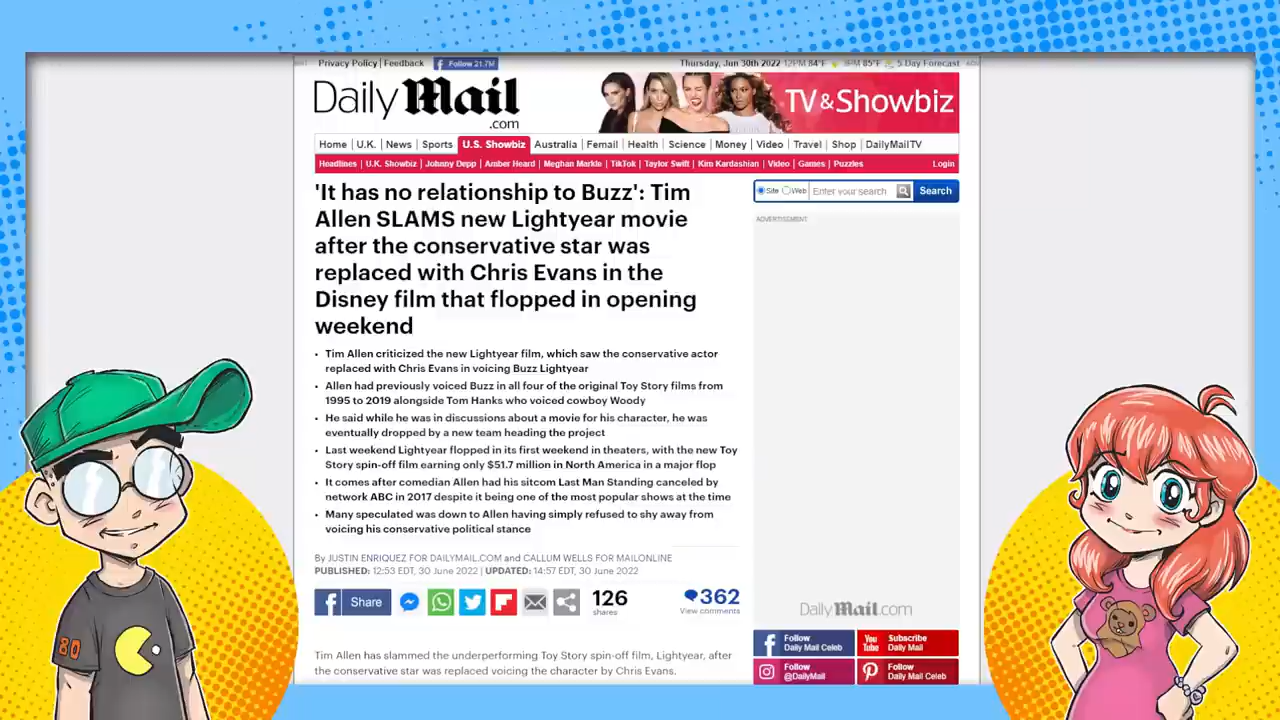 Privacy Policy | Feedback
Follow 21.7M
Thursday, Jun 30th 2022 12PM 84°F 3PM 85°F 5-Day Forecast
Daily Mail
.com
TV & Showbiz
Home U.K. News Sports U.S. Showbiz Australia Femail Health Science Money Video Travel Shop DailyMailTV
Headlines U.K. Showbiz Johnny Depp Amber Heard Meghan Markle TikTok Taylor Swift Kim Kardashian Video Games Puzzles Login
'It has no relationship to Buzz': Tim
Allen SLAMS new Lightyear movie
after the conservative star was
replaced with Chris Evans in the
Disney film that flopped in opening
weekend
• Tim Allen criticized the new Lightyear film, which saw the conservative actor
replaced with Chris Evans in voicing Buzz Lightyear
• Allen had previously voiced Buzz in all four of the original Toy Story films from
1995 to 2019 alongside Tom Hanks who voiced cowboy Woody
• He said while he was in discussions about a movie for his character, he was
eventually dropped by a new team heading the project
• Last weekend Lightyear flopped in its first weekend in theaters, with the new Toy
Story spin-off film earning only $51.7 million in North America in a major flop
• It comes after comedian Allen had his sitcom Last Man Standing canceled by
network ABC in 2017 despite it being one of the most popular shows at the time
• Many speculated was down to Allen having simply refused to shy away from
voicing his conservative political stance
By JUSTIN ENRIQUEZ FOR DAILYMAIL.COM and CALLUM WELLS FOR MAILONLINE
PUBLISHED: 12:53 EDT, 30 June 2022 | UPDATED: 14:57 EDT, 30 June 2022
Share
126
shares
362
View comments
Tim Allen has slammed the underperforming Toy Story spin-off film, Lightyear, after
the conservative star was replaced voicing the character by Chris Evans.
Site Web Enter your search Search
ADVERTISEMENT
Daily Mail.com
Follow
Daily Mail Celeb
You
Tube
Subscribe
Daily Mail
Follow
@DailyMail
Follow
Daily Mail Celeb
80